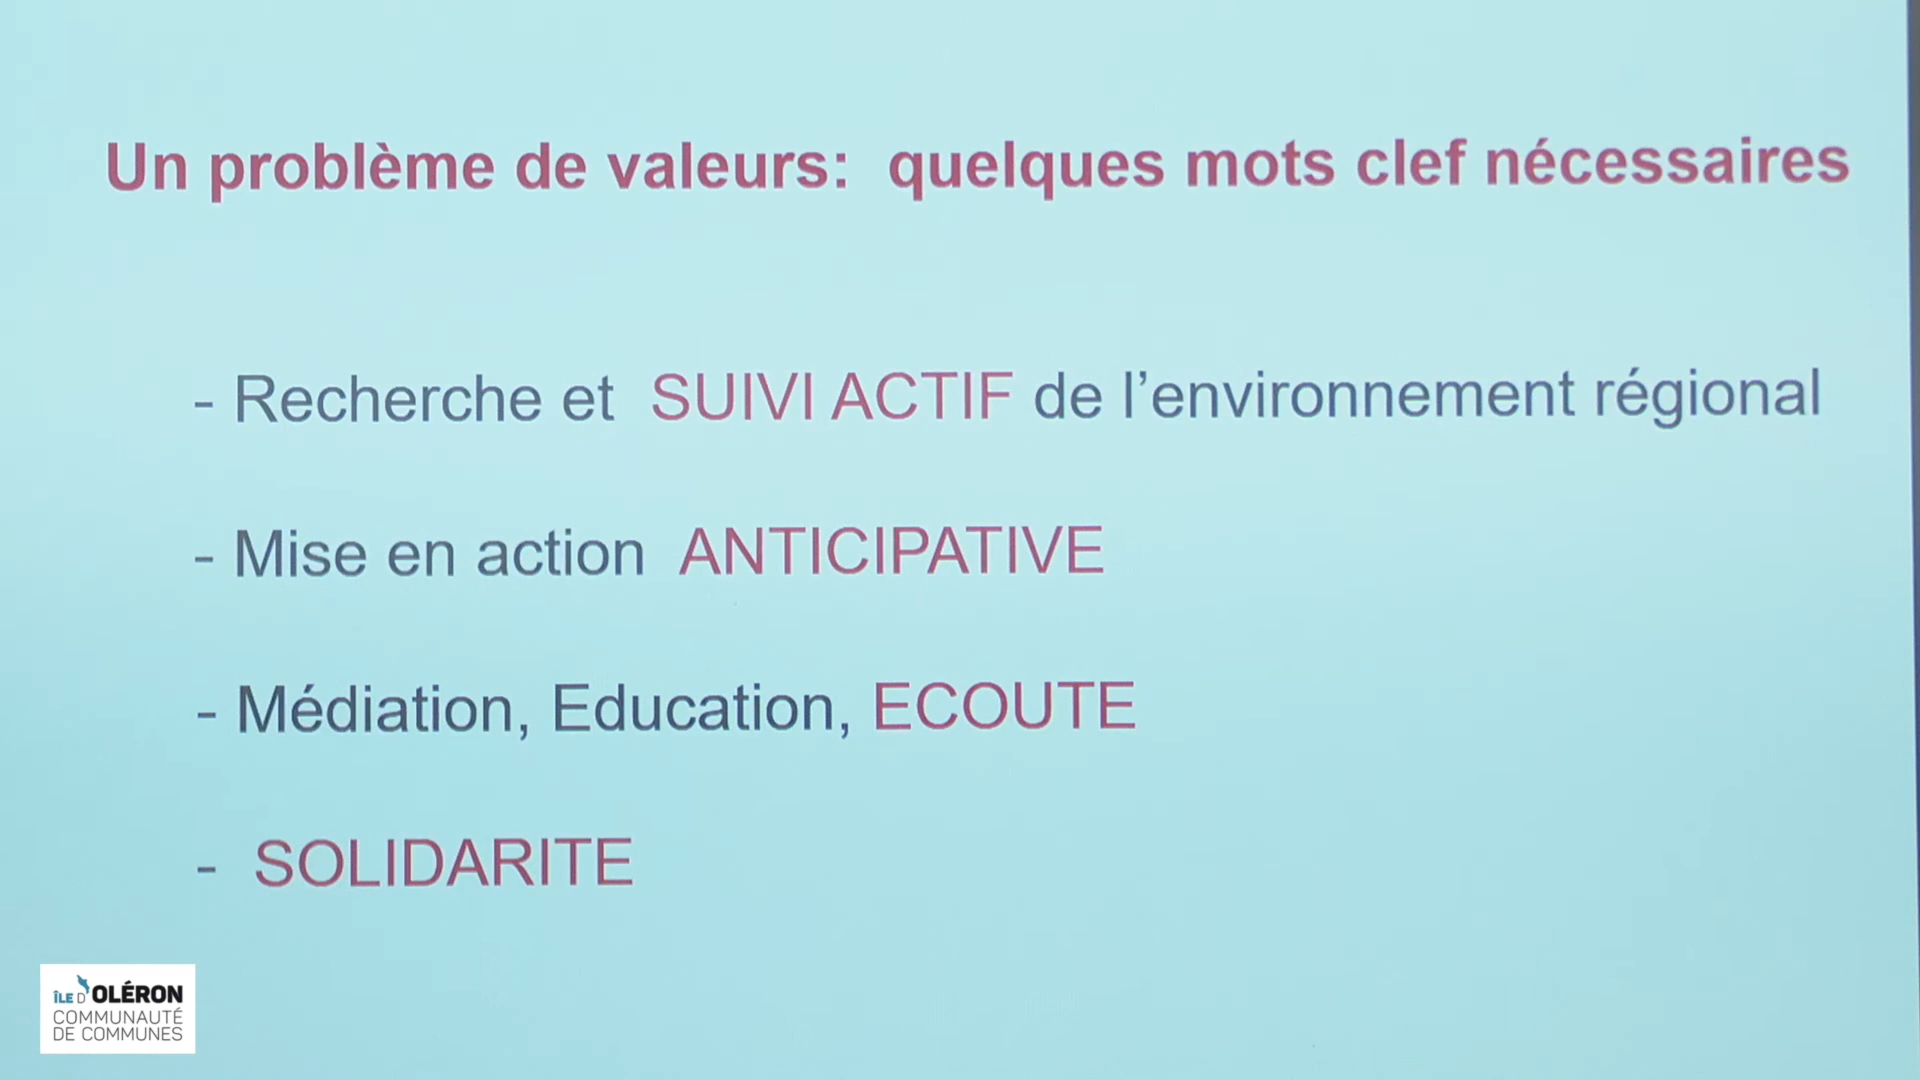 Un problème de valeurs: quelques mots clef nécessaires
- Recherche et SUIVI ACTIF de l'environnement régional
- Mise en action ANTICIPATIVE
- Médiation, Education, ECOUTE
- SOLIDARITE
ÎLE D'OLÉRON
COMMUNAUTÉ
DE COMMUNES